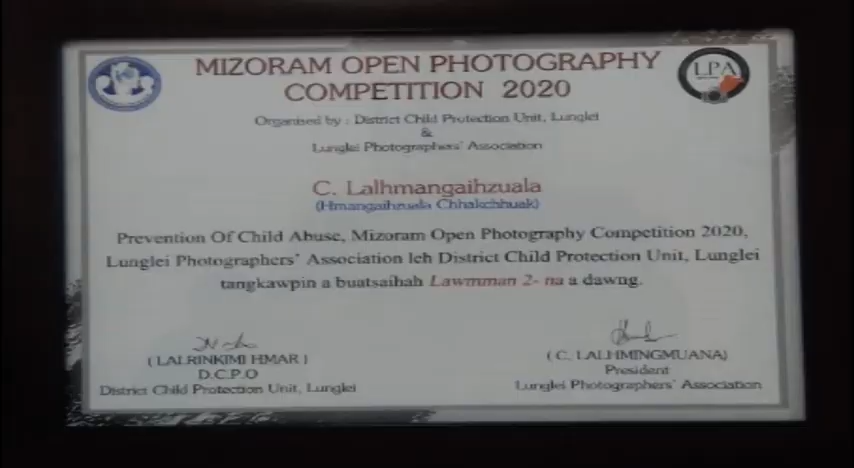 MIZORAM OPEN PHOTOGRAPHY
COMPETITION 2020
LPA
Organised by : District Child Protection Unit, Lunglei
&
Lunglei Photographers' Association
C. Lalhmangaihzuala
(Hmangaihzuala Chhakchhuak)
Prevention Of Child Abuse, Mizoram Open Photography Competition 2020,
Lunglei Photographers' Association leh District Child Protection Unit, Lunglei
tangkawpin a buatsaihah Lawmman 2- na a dawng.
( LALRINKIMI HMAR )
D.C.P.O
District Child Protection Unit, Lunglei
( C. LALHMINGMUANA)
President
Lunglei Photographers' Association